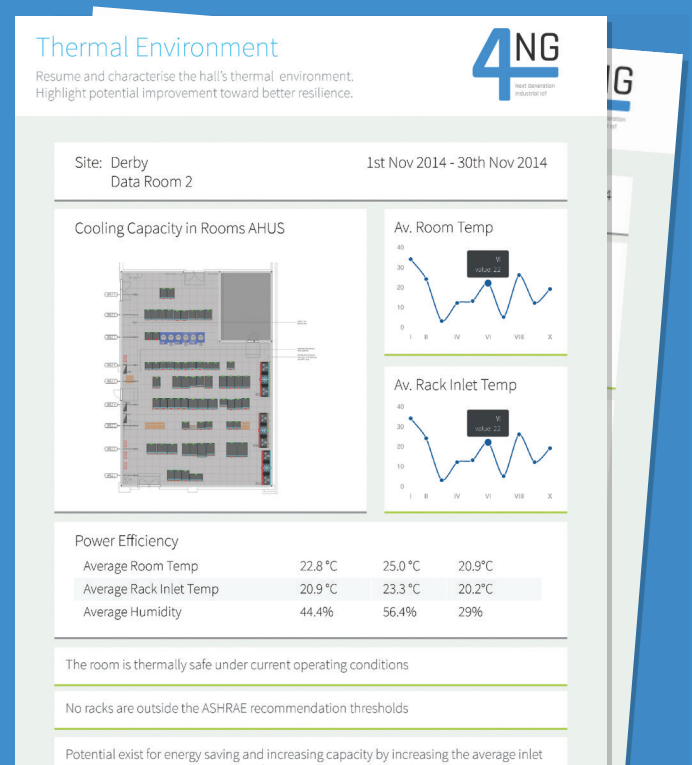 Thermal Environment
Resume and characterise the hall's thermal environment.
Highlight potential improvement toward better resilience.
4NG
Next Generation
Industrial IoT
G
Site: Derby
Data Room 2
1st Nov 2014 - 30th Nov 2014
4
Cooling Capacity in Rooms AHUS
Av. Room Temp
40
30
20
10
0
VI
value: 22
I II IV VI VIII X
Av. Rack Inlet Temp
40
30
20
10
0
VI
value: 22
I II IV VI VIII X
Power Efficiency
Average Room Temp 22.8 °C 25.0 °C 20.9°C
Average Rack Inlet Temp 20.9 °C 23.3 °C 20.2°C
Average Humidity 44.4% 56.4% 29%
The room is thermally safe under current operating conditions
No racks are outside the ASHRAE recommendation thresholds
Potential exist for energy saving and increasing capacity by increasing the average inlet